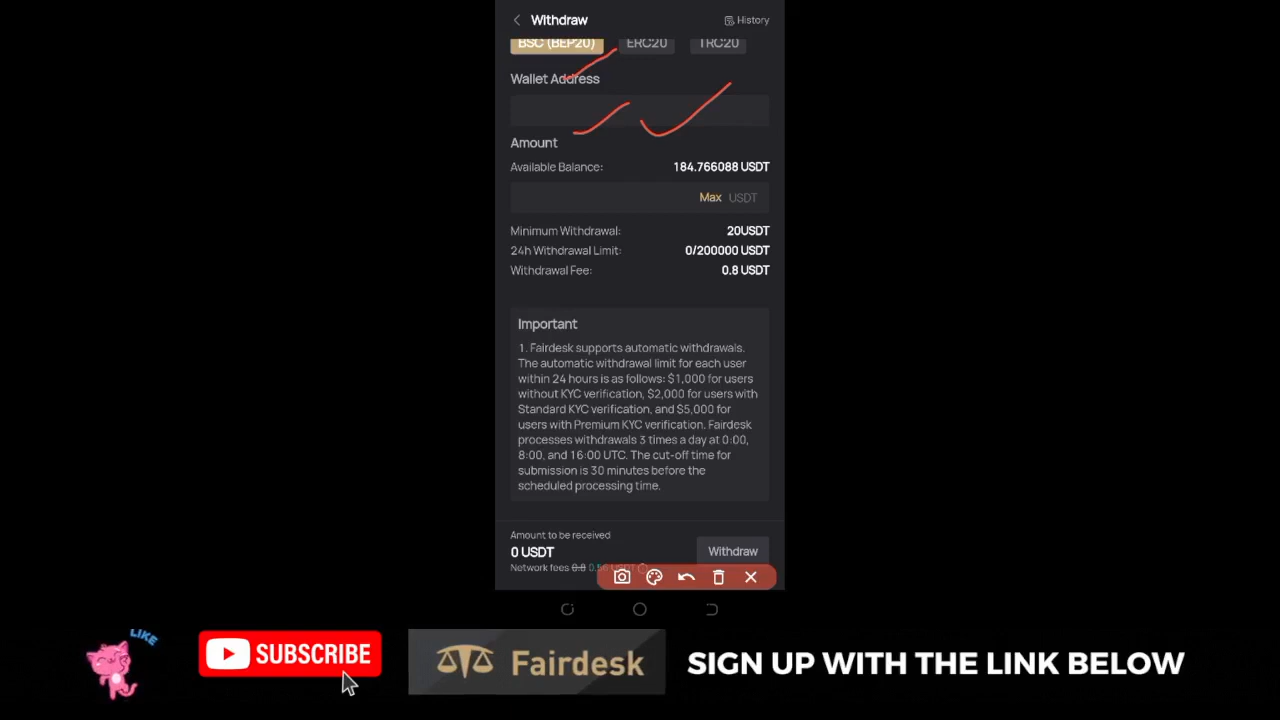 Withdraw
History
BSC (BEP20) ERC20 TRC20
Wallet Address
Amount
Available Balance: 184.766088 USDT
Max USDT
Minimum Withdrawal: 20USDT
24h Withdrawal Limit: 0/200000 USDT
Withdrawal Fee: 0.8 USDT
Important
1. Fairdesk supports automatic withdrawals.
The automatic withdrawal limit for each user
within 24 hours is as follows: $1,000 for users
without KYC verification, $2,000 for users with
Standard KYC verification, and $5,000 for
users with Premium KYC verification. Fairdesk
processes withdrawals 3 times a day at 0:00,
8:00, and 16:00 UTC. The cut-off time for
submission is 30 minutes before the
scheduled processing time.
Amount to be received
0 USDT
Withdraw
Network fees 0.8 0.56 USDT
LIKE
SUBSCRIBE
Fairdesk
SIGN UP WITH THE LINK BELOW